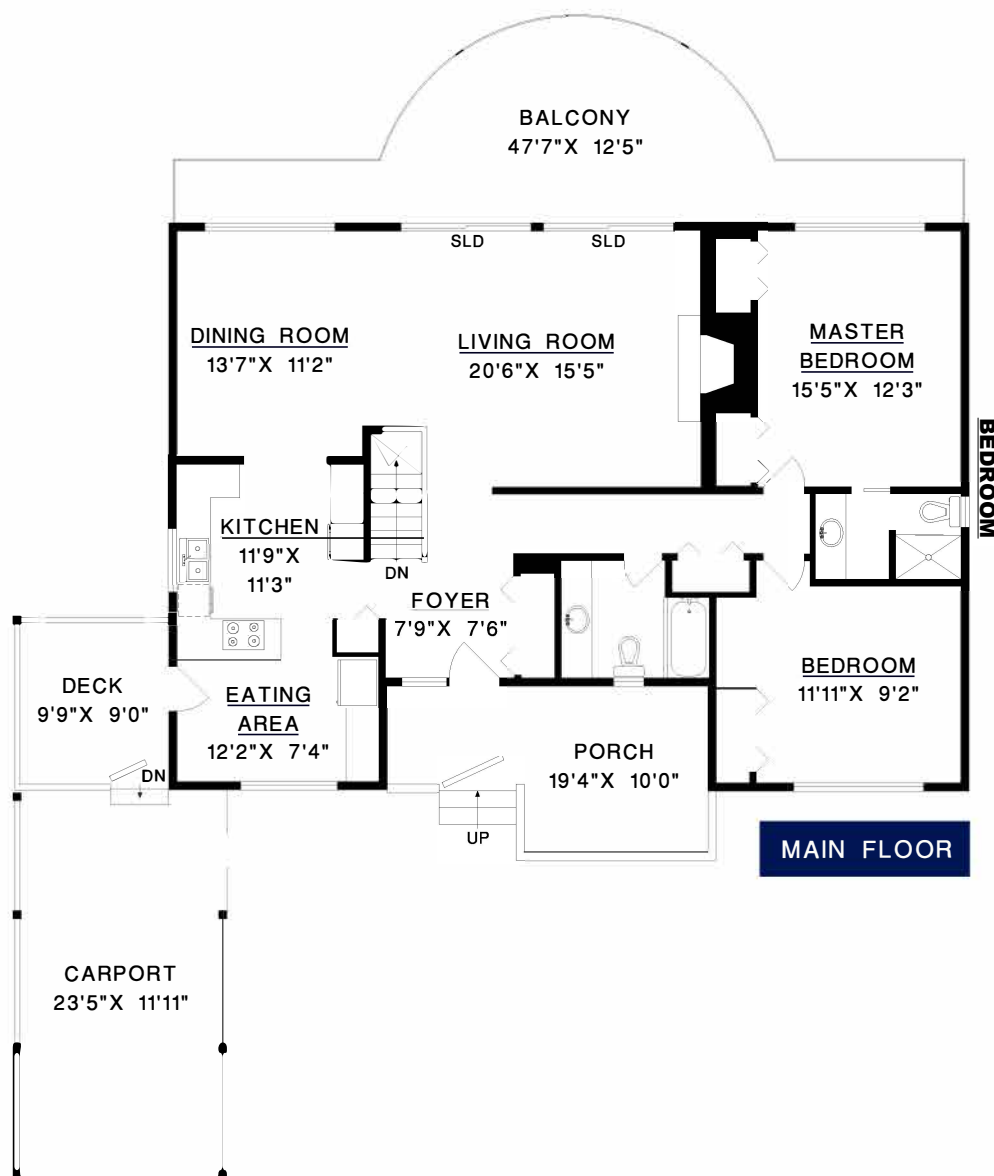 BALCONY
47'7"X 12'5"
SLD
SLD
DINING ROOM
13'7"X 11'2"
LIVING ROOM
20'6"X 15'5"
MASTER
BEDROOM
15'5"X 12'3"
BEDROOM
KITCHEN
11'9"X
11'3"
DN
FOYER
7'9"X 7'6"
BEDROOM
11'11"X 9'2"
DECK
9'9"X 9'0"
EATING
AREA
12'2"X 7'4"
DN
PORCH
19'4"X 10'0"
UP
MAIN FLOOR
CARPORT
23'5"X 11'11"